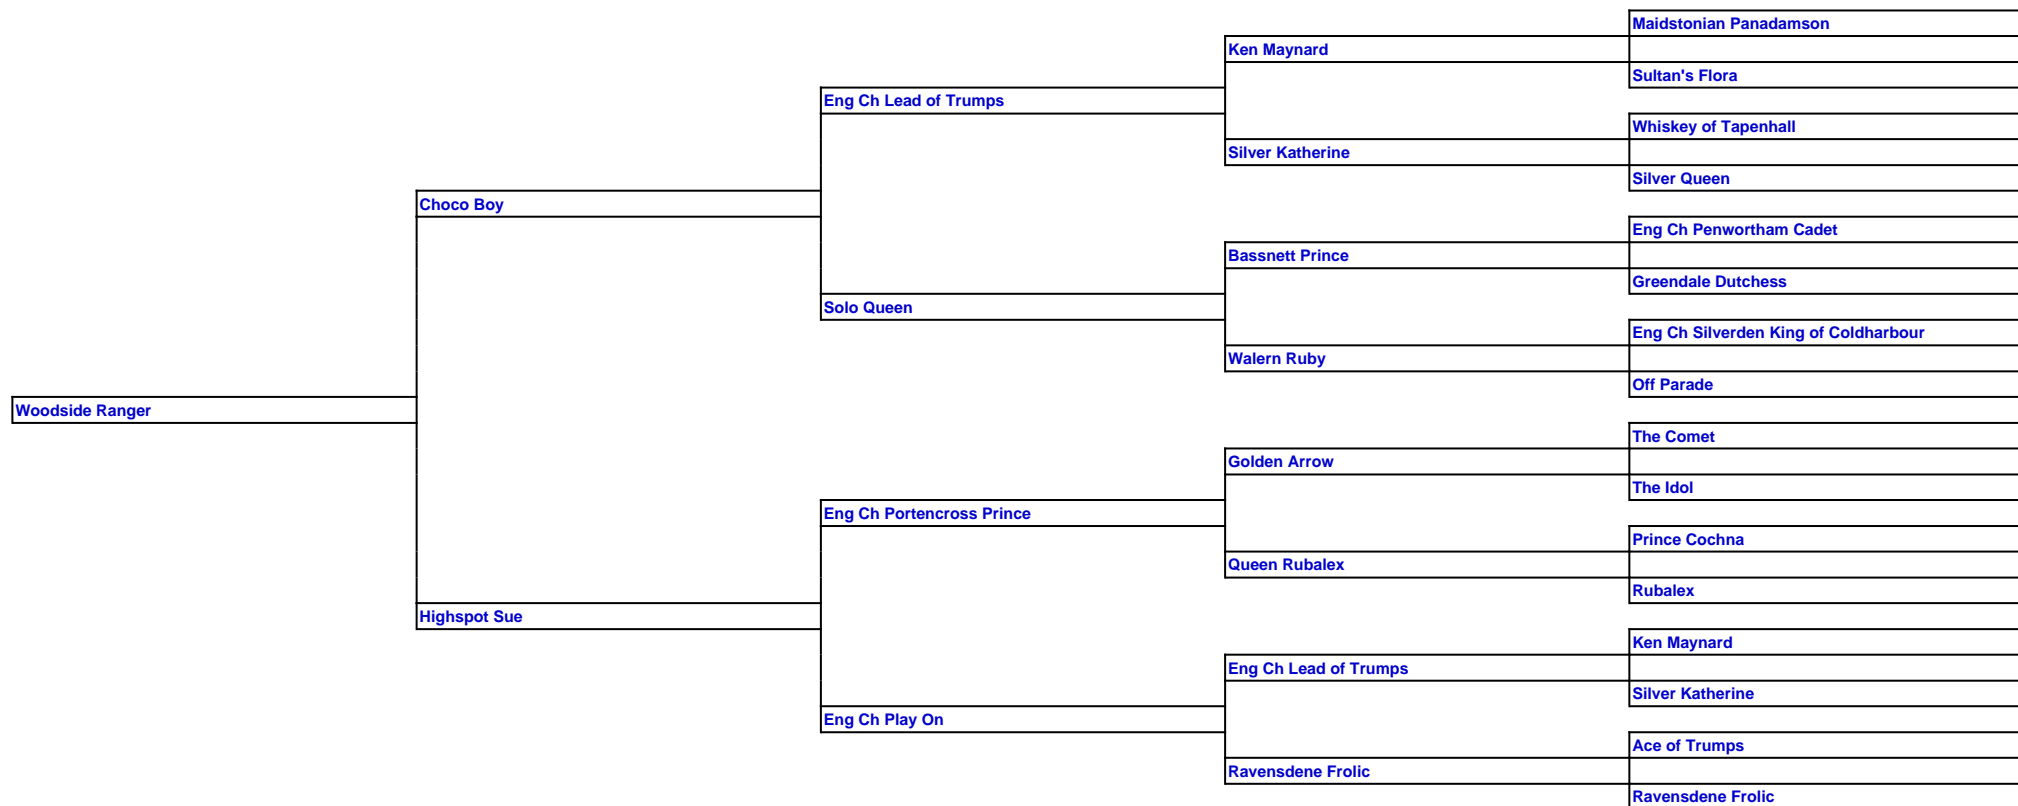 Maidstonian Panadamson
Ken Maynard
Sultan's Flora
Eng Ch Lead of Trumps
Whiskey of Tapenhall
Silver Katherine
Silver Queen
Choco Boy
Eng Ch Penwortham Cadet
Bassnett Prince
Greendale Dutchess
Solo Queen
Eng Ch Silverden King of Coldharbour
Walern Ruby
Off Parade
Woodside Ranger
The Comet
Golden Arrow
The Idol
Eng Ch Portencross Prince
Prince Cochna
Queen Rubalex
Rubalex
Highspot Sue
Ken Maynard
Eng Ch Lead of Trumps
Silver Katherine
Eng Ch Play On
Ace of Trumps
Ravensdene Frolic
Ravensdene Frolic